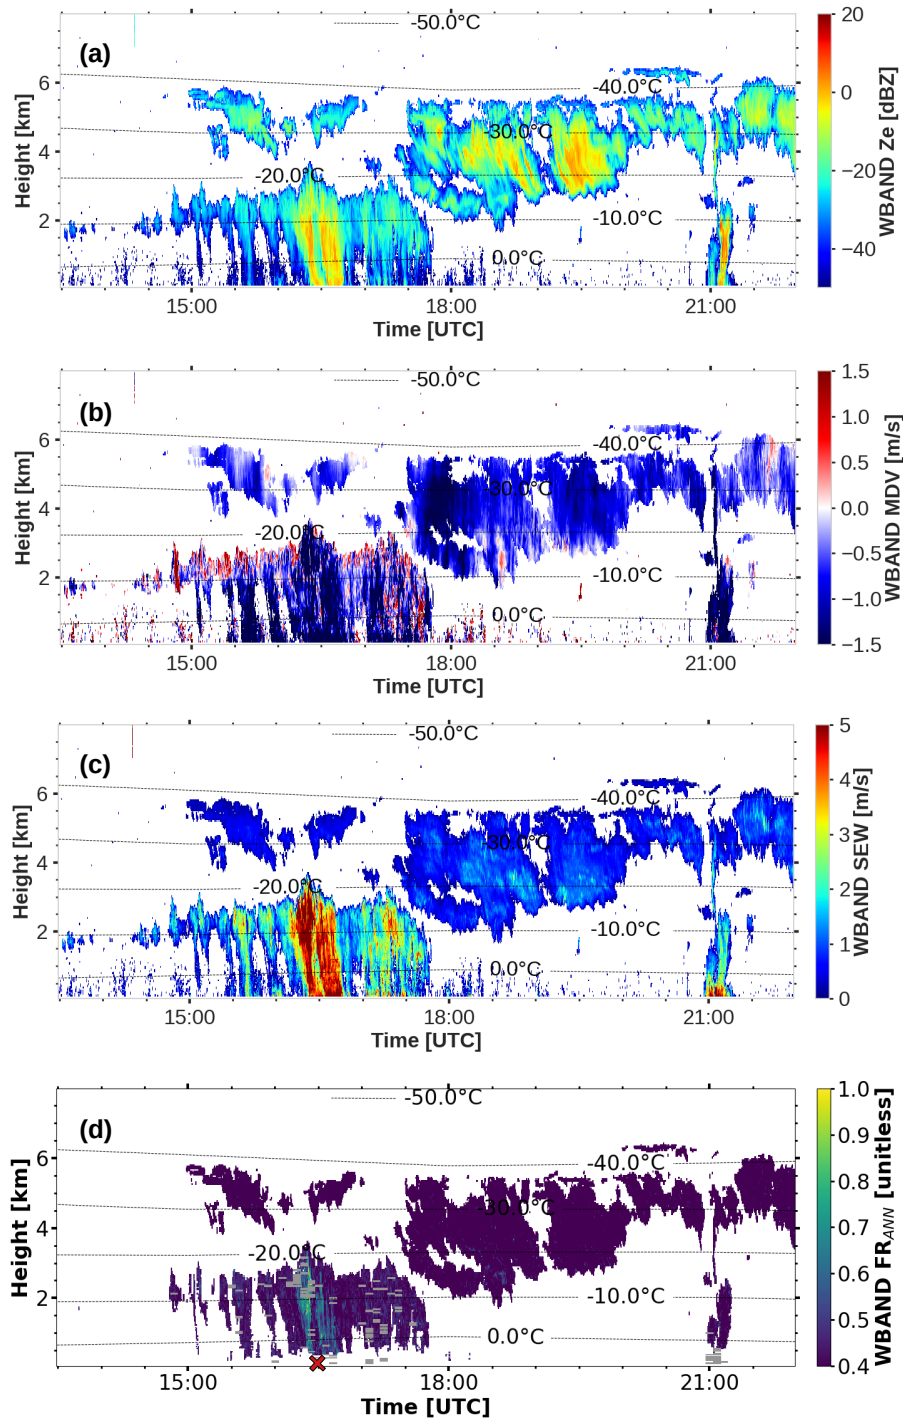 (a)
-50.0°C
-40.0°C
-30.0°C
-20.0°C
-10.0°C
0.0°C
6
4
2
Height [km]
15:00
18:00
21:00
Time [UTC]
20
0
−20
−40
WBAND Ze [dBZ]
(b)
-50.0°C
-40.0°C
-30.0°C
-20.0°C
-10.0°C
0.0°C
6
4
2
Height [km]
15:00
18:00
21:00
Time [UTC]
1.5
1.0
0.5
0.0
−0.5
−1.0
−1.5
WBAND MDV [m/s]
(c)
-50.0°C
-40.0°C
-30.0°C
-20.0°C
-10.0°C
0.0°C
6
4
2
Height [km]
15:00
18:00
21:00
Time [UTC]
5
4
3
2
1
0
WBAND SEW [m/s]
(d)
-50.0°C
-40.0°C
-30.0°C
-20.0°C
-10.0°C
0.0°C
6
4
2
Height [km]
15:00
18:00
21:00
Time [UTC]
1.0
0.9
0.8
0.7
0.6
0.5
0.4
WBAND FR_ANN [unitless]